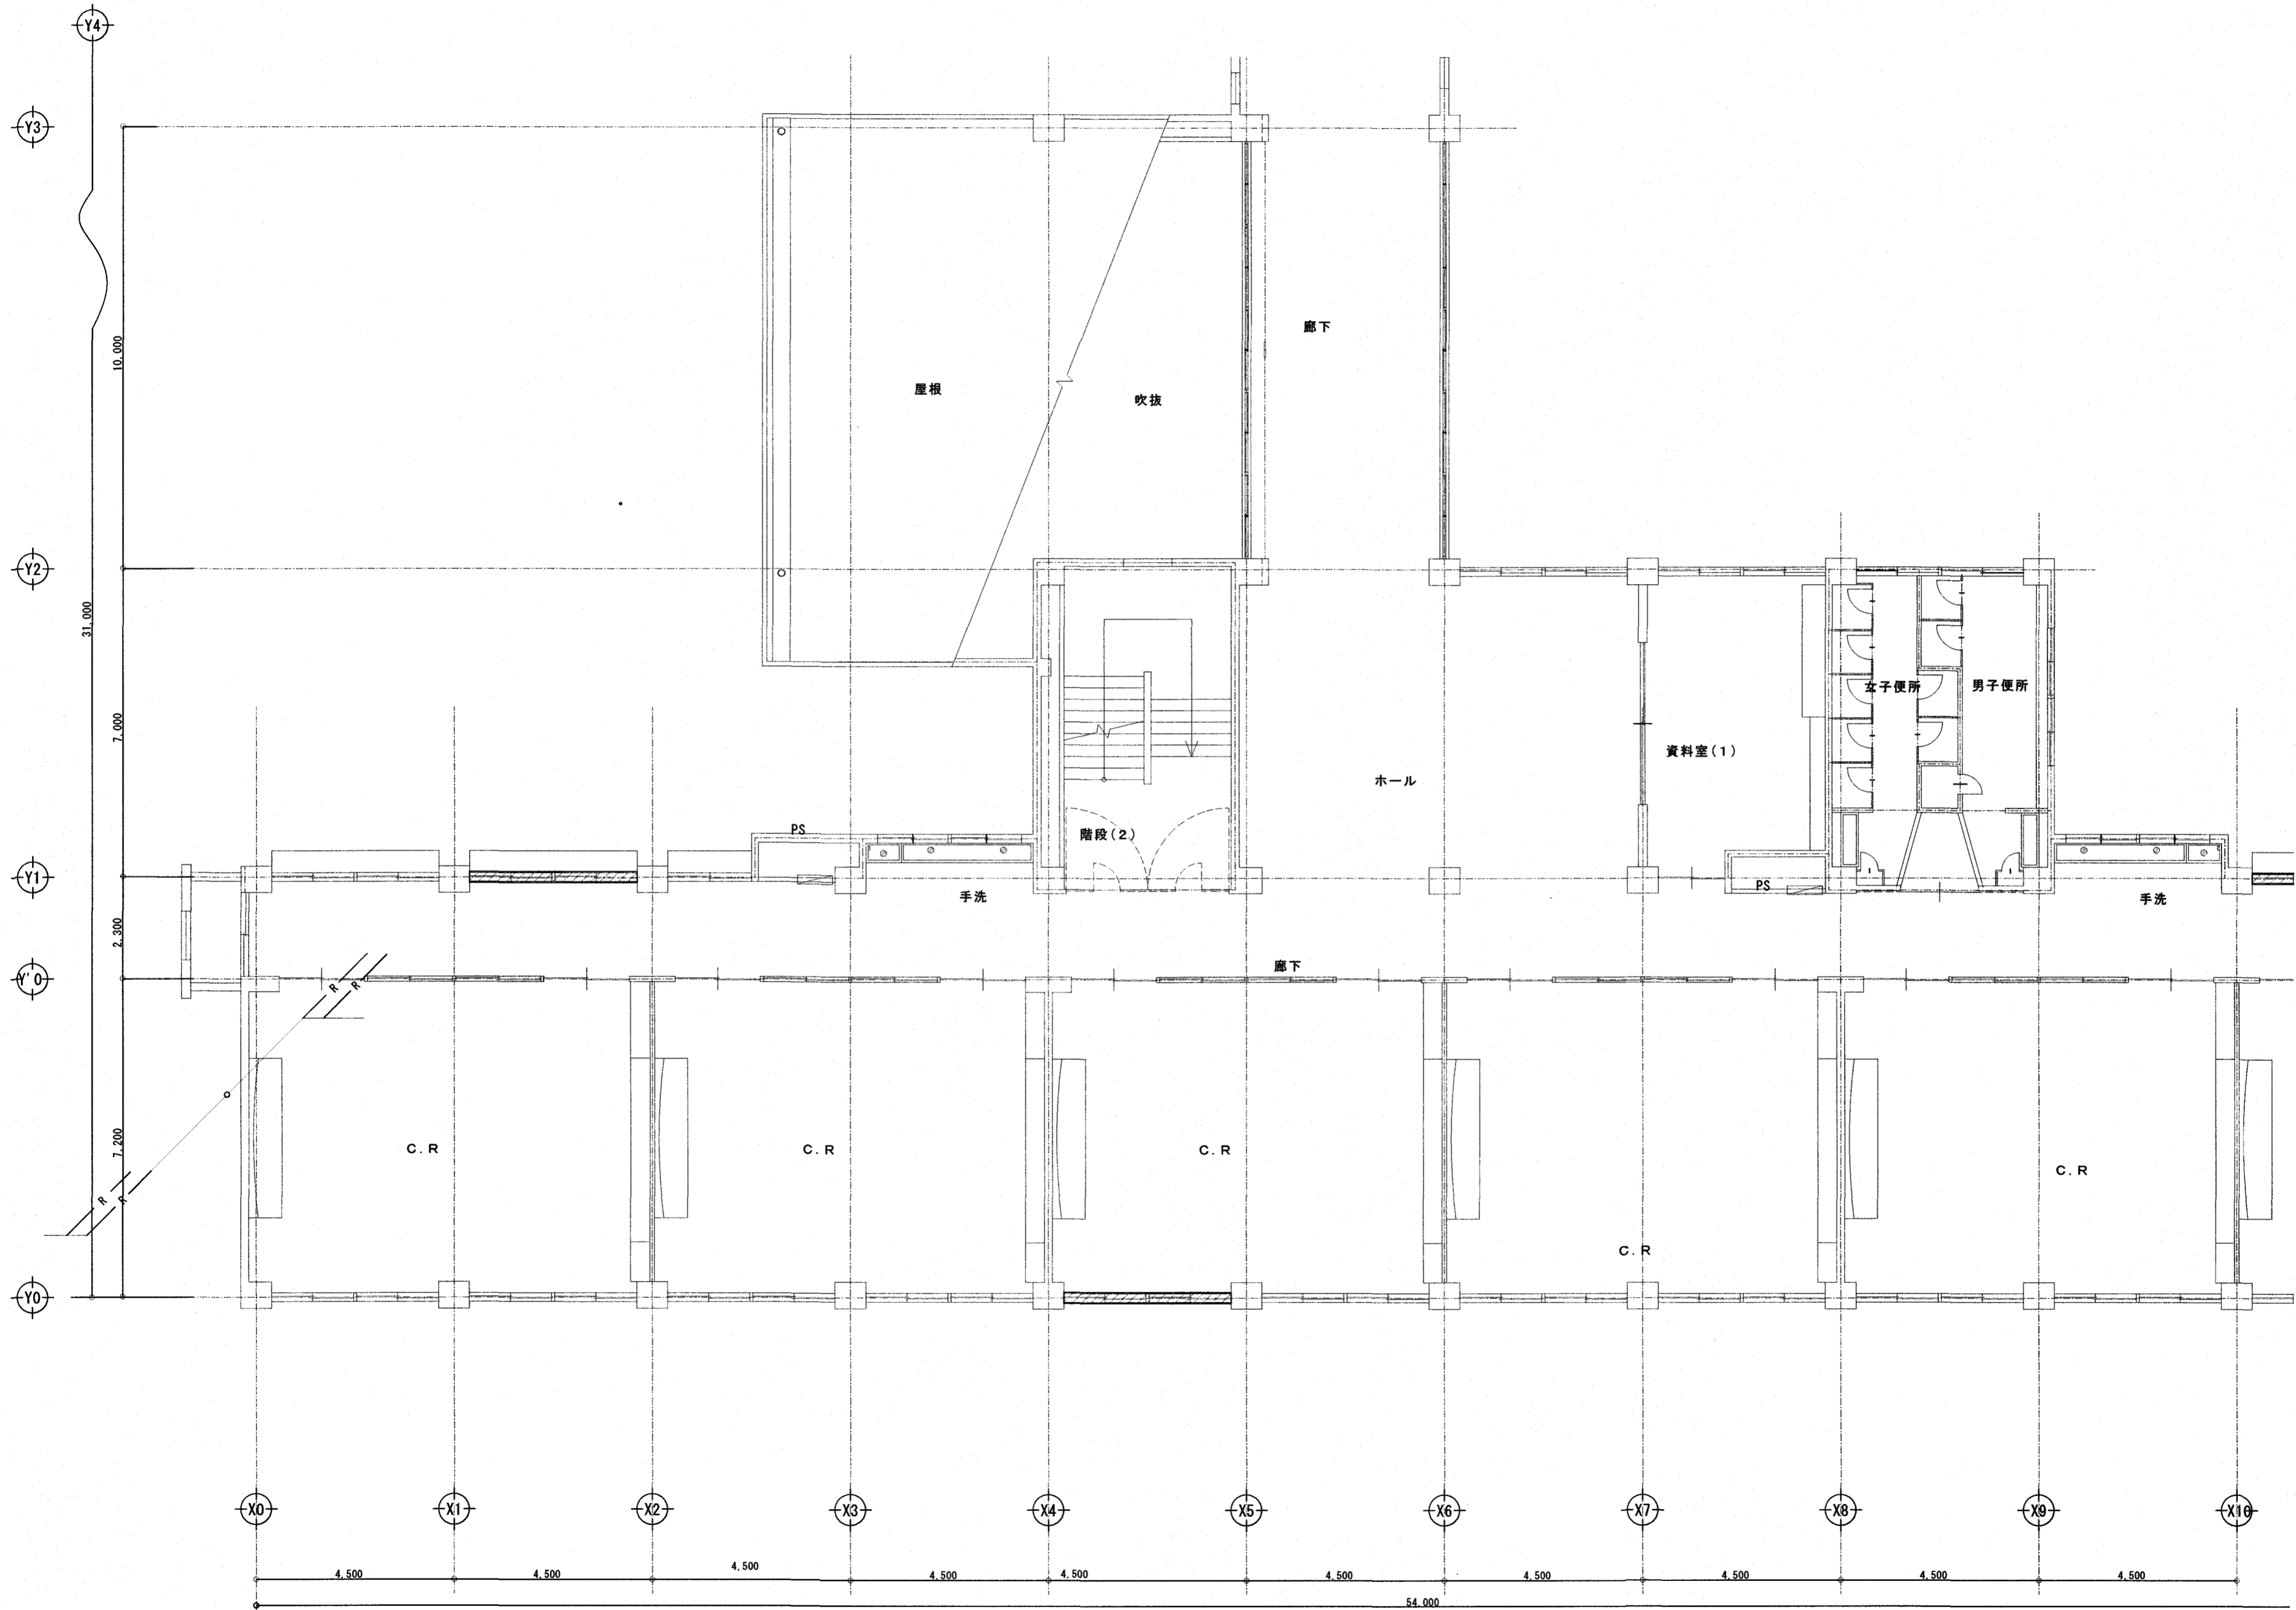 Y4
Y3
10,000
廊下
屋根
吹抜
Y2
31,000
7,000
女子便所
男子便所
資料室(1)
ホール
PS
階段(2)
Y1
PS
手洗
手洗
2,300
廊下
Y'0
R
R
7,200
C.R
C.R
C.R
C.R
R
R
C.R
Y0
X0
X1
X2
X3
X4
X5
X6
X7
X8
X9
X10
4,500
4,500
4,500
4,500
4,500
4,500
4,500
4,500
4,500
4,500
54,000